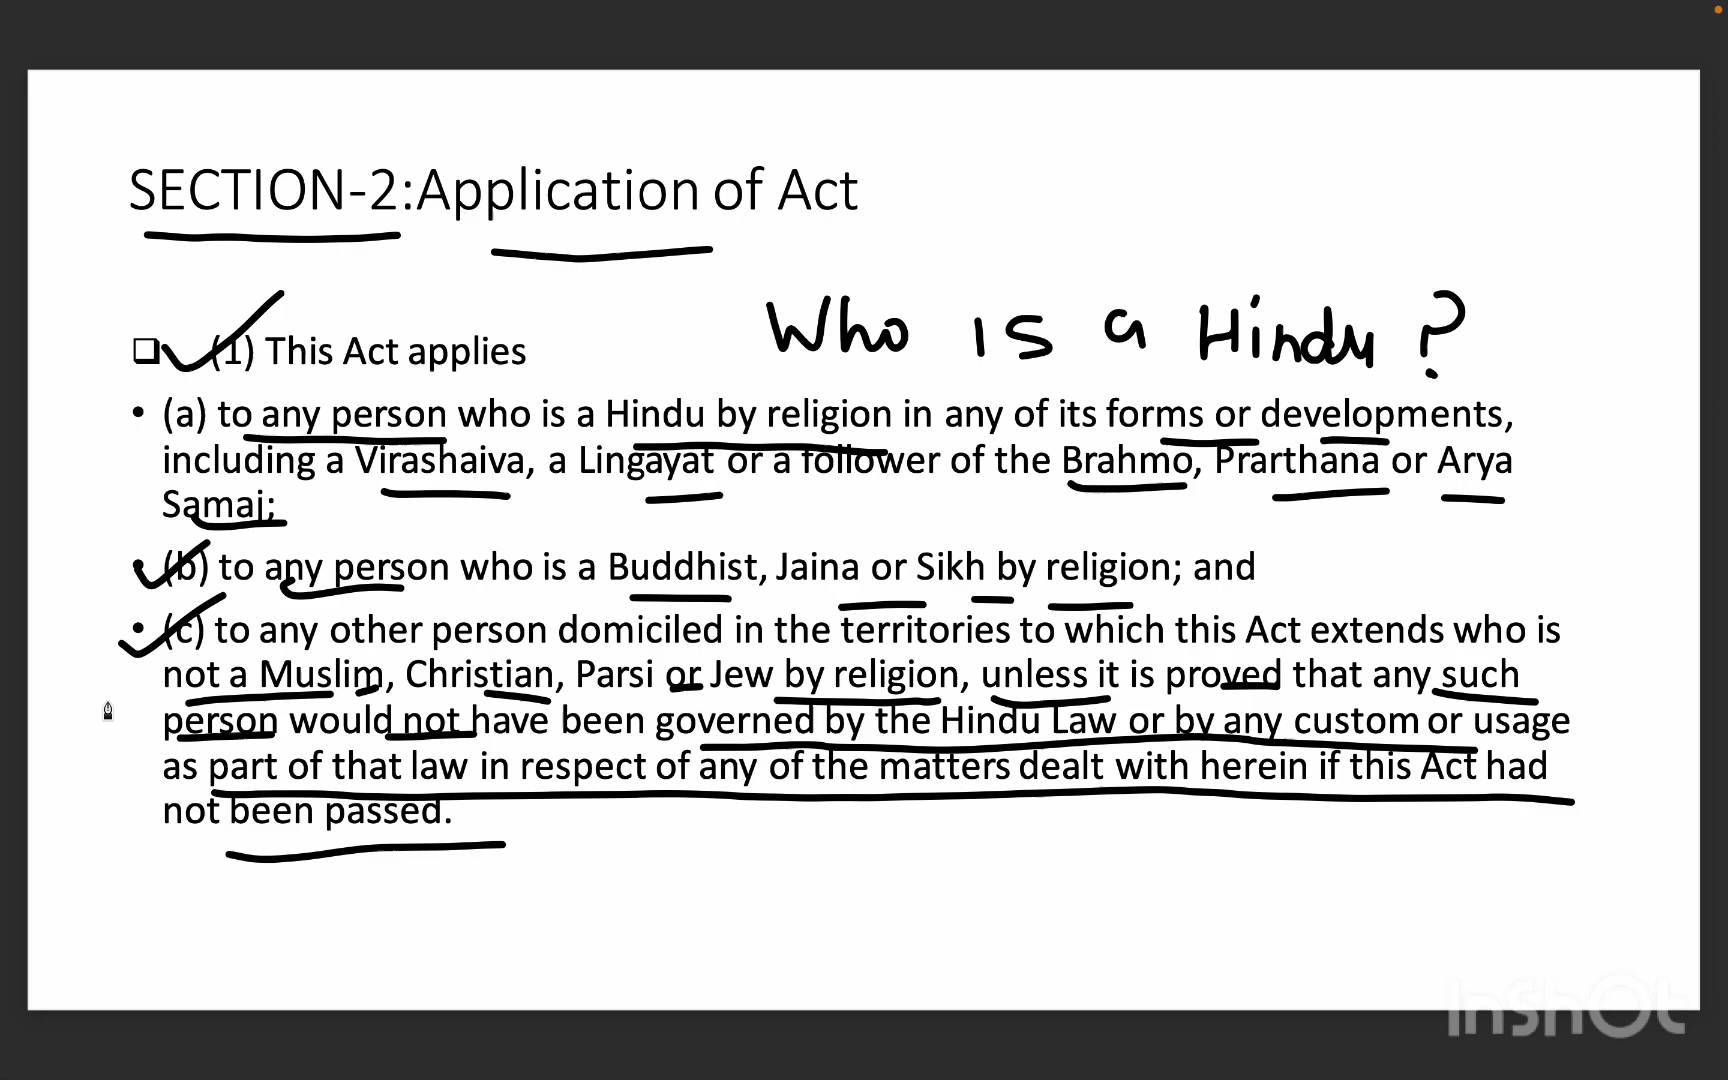 SECTION-2:Application of Act
Who is a Hindu ?
❑ (1) This Act applies
• (a) to any person who is a Hindu by religion in any of its forms or developments,
including a Virashaiva, a Lingayat or a follower of the Brahmo, Prarthana or Arya
Samaj;
• (b) to any person who is a Buddhist, Jaina or Sikh by religion; and
• (c) to any other person domiciled in the territories to which this Act extends who is
not a Muslim, Christian, Parsi or Jew by religion, unless it is proved that any such
person would not have been governed by the Hindu Law or by any custom or usage
as part of that law in respect of any of the matters dealt with herein if this Act had
not been passed.
InShOt